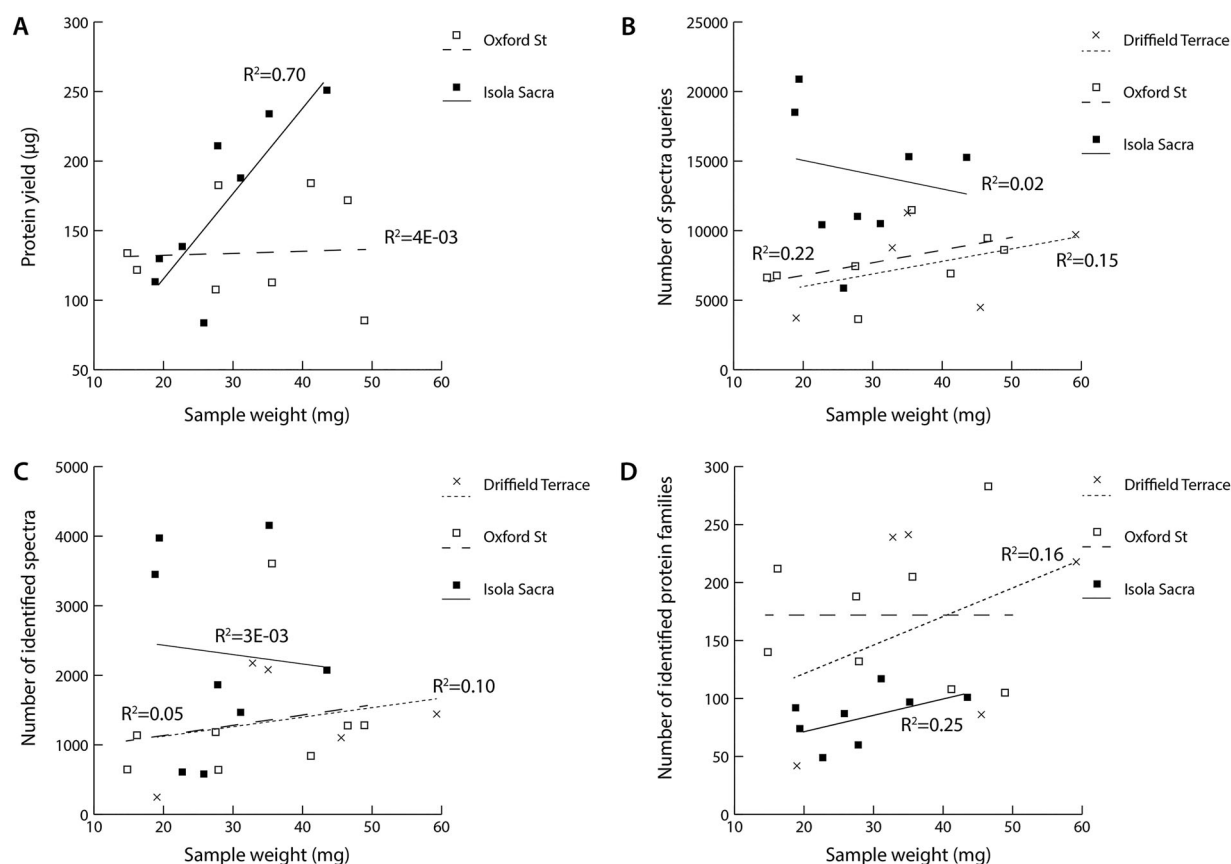 A
300
250
200
150
100
50
10
20
30
40
50
60
Protein yield (µg)
Sample weight (mg)
R²=0.70
R²=4E-03
Oxford St
Isola Sacra
B
25000
20000
15000
10000
5000
0
10
20
30
40
50
60
Number of spectra queries
Sample weight (mg)
R²=0.02
R²=0.22
R²=0.15
Driffield Terrace
Oxford St
Isola Sacra
C
5000
4000
3000
2000
1000
0
10
20
30
40
50
60
Number of identified spectra
Sample weight (mg)
R²=3E-03
R²=0.05
R²=0.10
Driffield Terrace
Oxford St
Isola Sacra
D
300
250
200
150
100
50
0
10
20
30
40
50
60
Number of identified protein families
Sample weight (mg)
R²=0.16
R²=0.25
Driffield Terrace
Oxford St
Isola Sacra